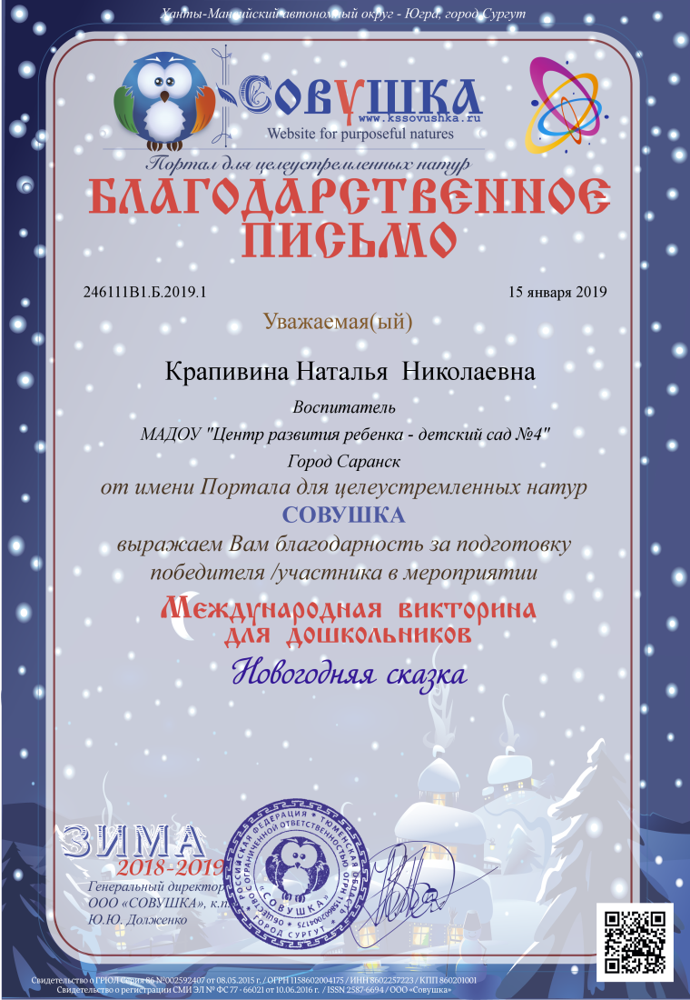 Ханты-Мансийский автономный округ - Югра, город Сургут
СОВУШКА
www.kssovushka.ru
Website for purposeful natures
Портал для целеустремленных натур
БЛАГОДАРСТВЕННОЕ
ПИСЬМО
246111В1.Б.2019.1
15 января 2019
Уважаемая(ый)
Крапивина Наталья Николаевна
Воспитатель
МАДОУ "Центр развития ребенка - детский сад №4"
Город Саранск
от имени Портала для целеустремленных натур
СОВУШКА
выражаем Вам благодарность за подготовку
победителя /участника в мероприятии
Международная викторина
для дошкольников
Новогодняя сказка
ЗИМА
2018-2019
Генеральный директор
ООО «СОВУШКА», к.п.
Ю.Ю. Долженко
РОССИЙСКАЯ ФЕДЕРАЦИЯ * ТЮМЕНСКАЯ ОБЛАСТЬ * ГОРОД СУРГУТ *
ОБЩЕСТВО С ОГРАНИЧЕННОЙ ОТВЕТСТВЕННОСТЬЮ ОГРН 1158602004175
«СОВУШКА»
Свидетельство о ГРЮЛ Серия 86 №002592407 от 08.05.2015 г. / ОГРН 1158602004175 / ИНН 8602257223 / КПП 860201001
Свидетельство о регистрации СМИ ЭЛ № ФС 77 - 66021 от 10.06.2016 г. / ISSN 2587-6694 / ООО «Совушка»